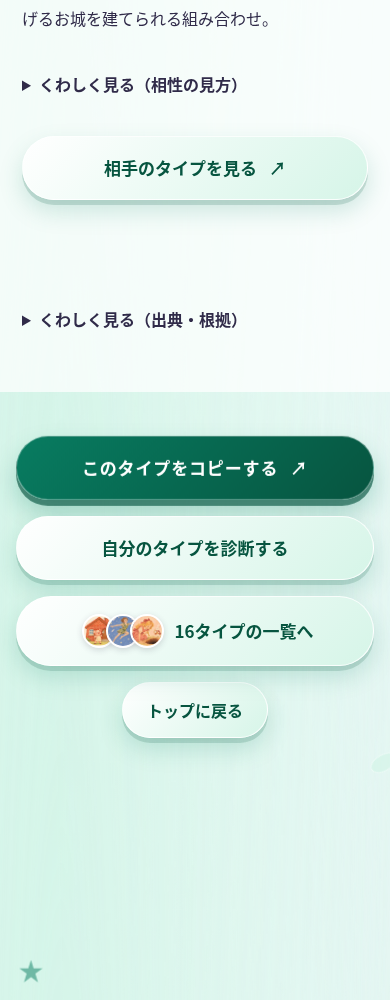 げるお城を建てられる組み合わせ。
▶ くわしく見る（相性の見方）
相手のタイプを見る ↗
▶ くわしく見る（出典・根拠）
このタイプをコピーする ↗
自分のタイプを診断する
16タイプの一覧へ
トップに戻る